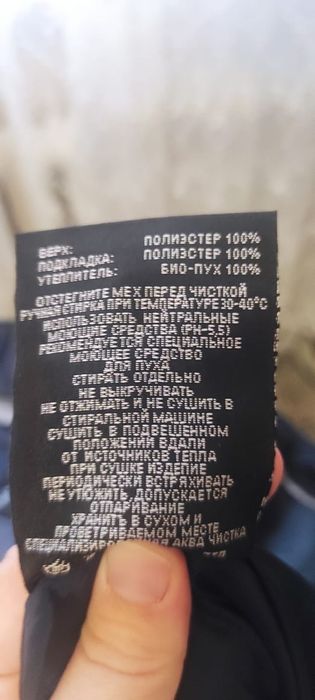 ВЕРХ: ПОЛИЭСТЕР 100%
ПОДКЛАДКА: ПОЛИЭСТЕР 100%
УТЕПЛИТЕЛЬ: БИО-ПУХ 100%
ОТСТЕГНИТЕ МЕХ ПЕРЕД ЧИСТКОЙ
РУЧНАЯ СТИРКА ПРИ ТЕМПЕРАТУРЕ 30-40°C
ИСПОЛЬЗОВАТЬ НЕЙТРАЛЬНЫЕ
МОЮЩИЕ СРЕДСТВА (PH-5,5)
РЕКОМЕНДУЕТСЯ СПЕЦИАЛЬНОЕ
МОЮЩЕЕ СРЕДСТВО
ДЛЯ ПУХА
СТИРАТЬ ОТДЕЛЬНО
НЕ ВЫКРУЧИВАТЬ
НЕ ОТЖИМАТЬ И НЕ СУШИТЬ В
СТИРАЛЬНОЙ МАШИНЕ
СУШИТЬ В ПОДВЕШЕННОМ
ПОЛОЖЕНИИ ВДАЛИ
ОТ ИСТОЧНИКОВ ТЕПЛА
ПРИ СУШКЕ ИЗДЕЛИЕ
ПЕРИОДИЧЕСКИ ВСТРЯХИВАТЬ
НЕ УТЮЖИТЬ, ДОПУСКАЕТСЯ
ОТПАРИВАНИЕ
ХРАНИТЬ В СУХОМ И
ПРОВЕТРИВАЕМОМ МЕСТЕ
АКВА ЧИСТКА